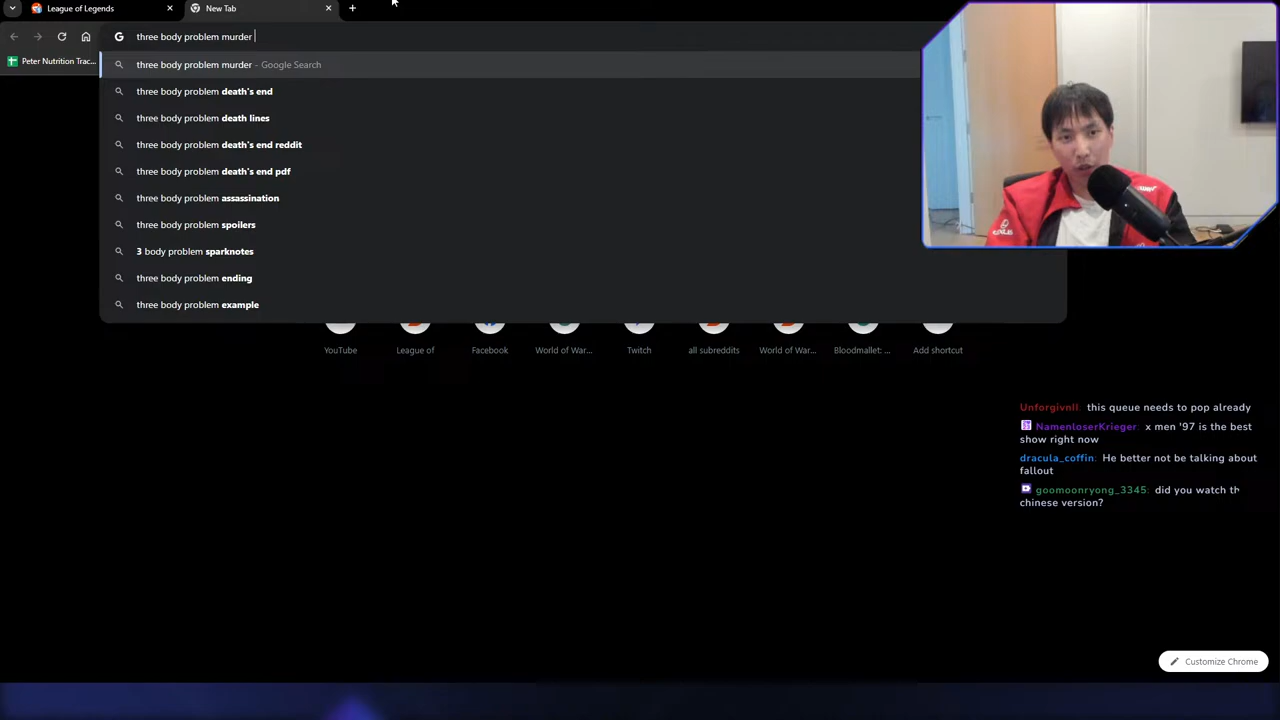 League of Legends
New Tab
three body problem murder
Peter Nutrition Trac...
three body problem murder - Google Search
three body problem death's end
three body problem death lines
three body problem death's end reddit
three body problem death's end pdf
three body problem assassination
three body problem spoilers
3 body problem sparknotes
three body problem ending
three body problem example
YouTube
League of
Facebook
World of War...
Twitch
all subreddits
World of War...
Bloodmallet: ...
Add shortcut
UnforgivnII: this queue needs to pop already
NamenloserKrieger: x men '97 is the best
show right now
dracula_coffin: He better not be talking about
fallout
goomoonryong_3345: did you watch th
chinese version?
Customize Chrome